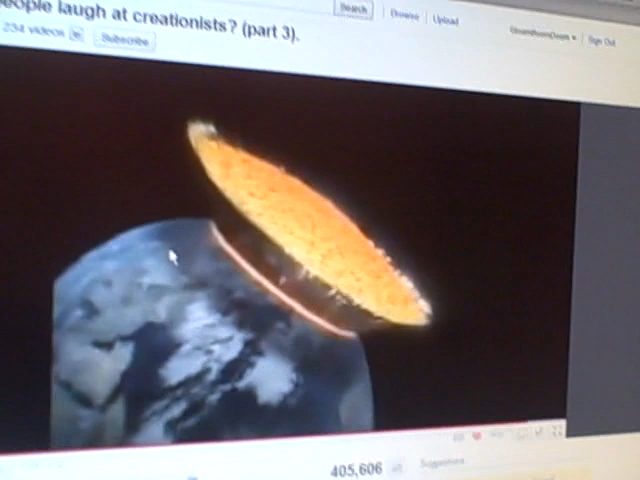 eople laugh at creationists? (part 3).
Search Browse Upload
Sign Out
234 videos Subscribe
405,606 Suggestions